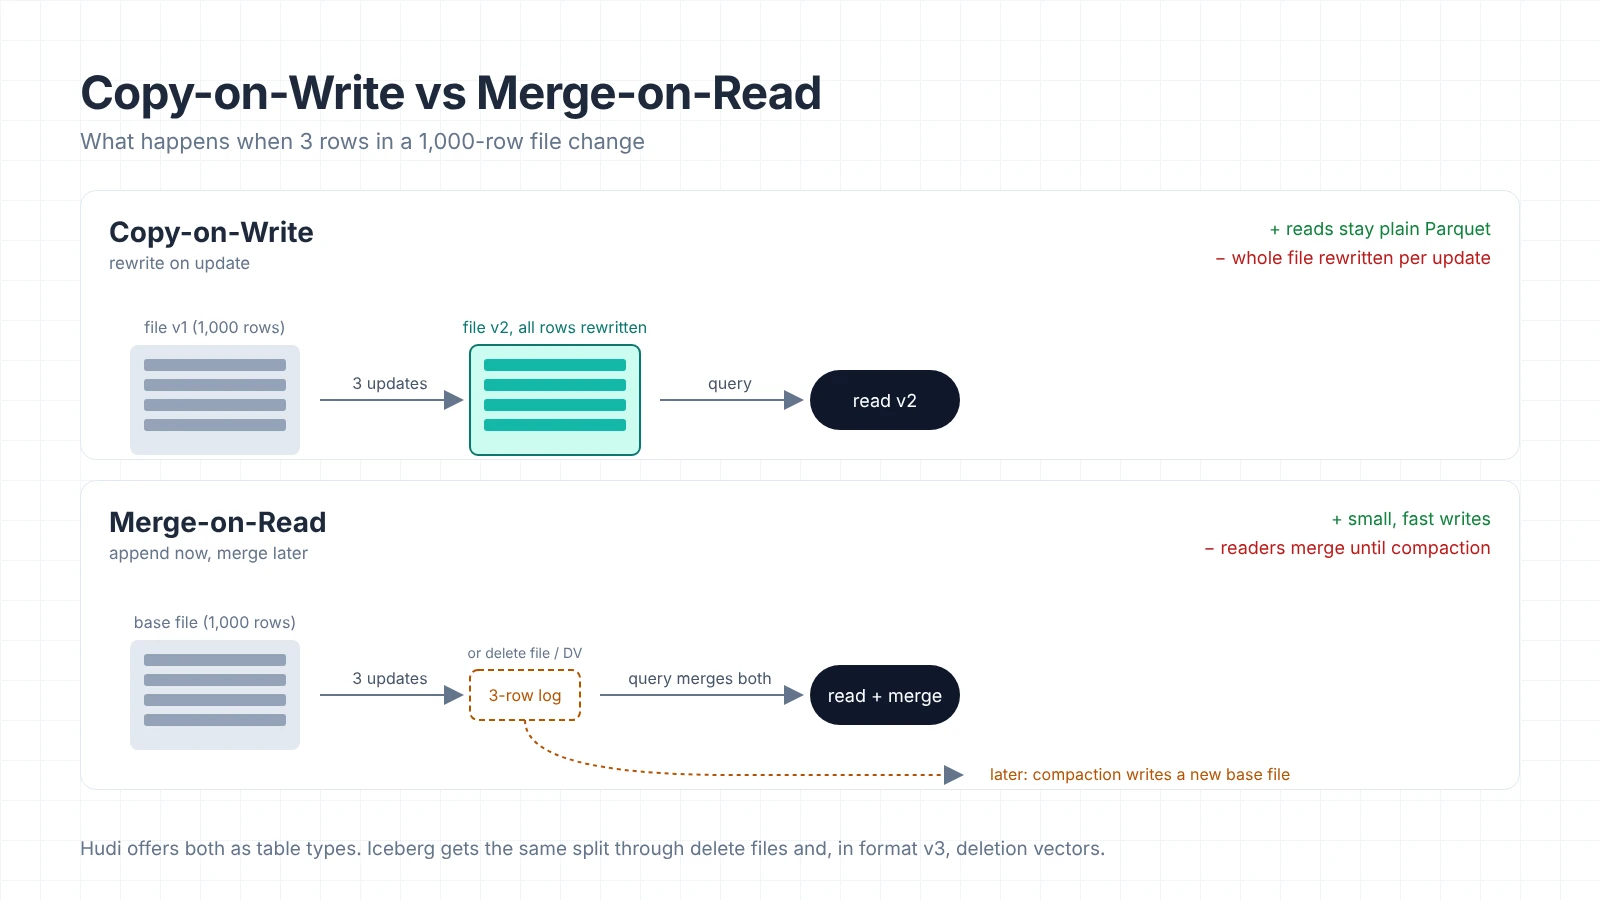 Copy-on-Write vs Merge-on-Read
What happens when 3 rows in a 1,000-row file change
Copy-on-Write
rewrite on update
+ reads stay plain Parquet
− whole file rewritten per update
file v1 (1,000 rows)
3 updates
file v2, all rows rewritten
query
read v2
Merge-on-Read
append now, merge later
+ small, fast writes
− readers merge until compaction
base file (1,000 rows)
3 updates
or delete file / DV
3-row log
query merges both
read + merge
later: compaction writes a new base file
Hudi offers both as table types. Iceberg gets the same split through delete files and, in format v3, deletion vectors.